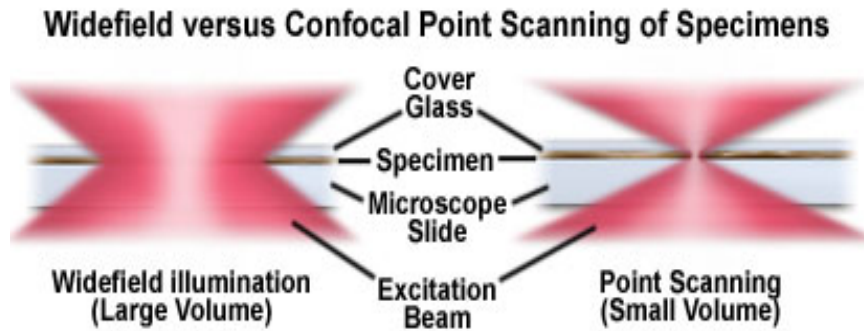 Widefield versus Confocal Point Scanning of Specimens
Cover
Glass
Specimen
Microscope
Slide
Excitation
Beam
Widefield illumination
(Large Volume)
Point Scanning
(Small Volume)